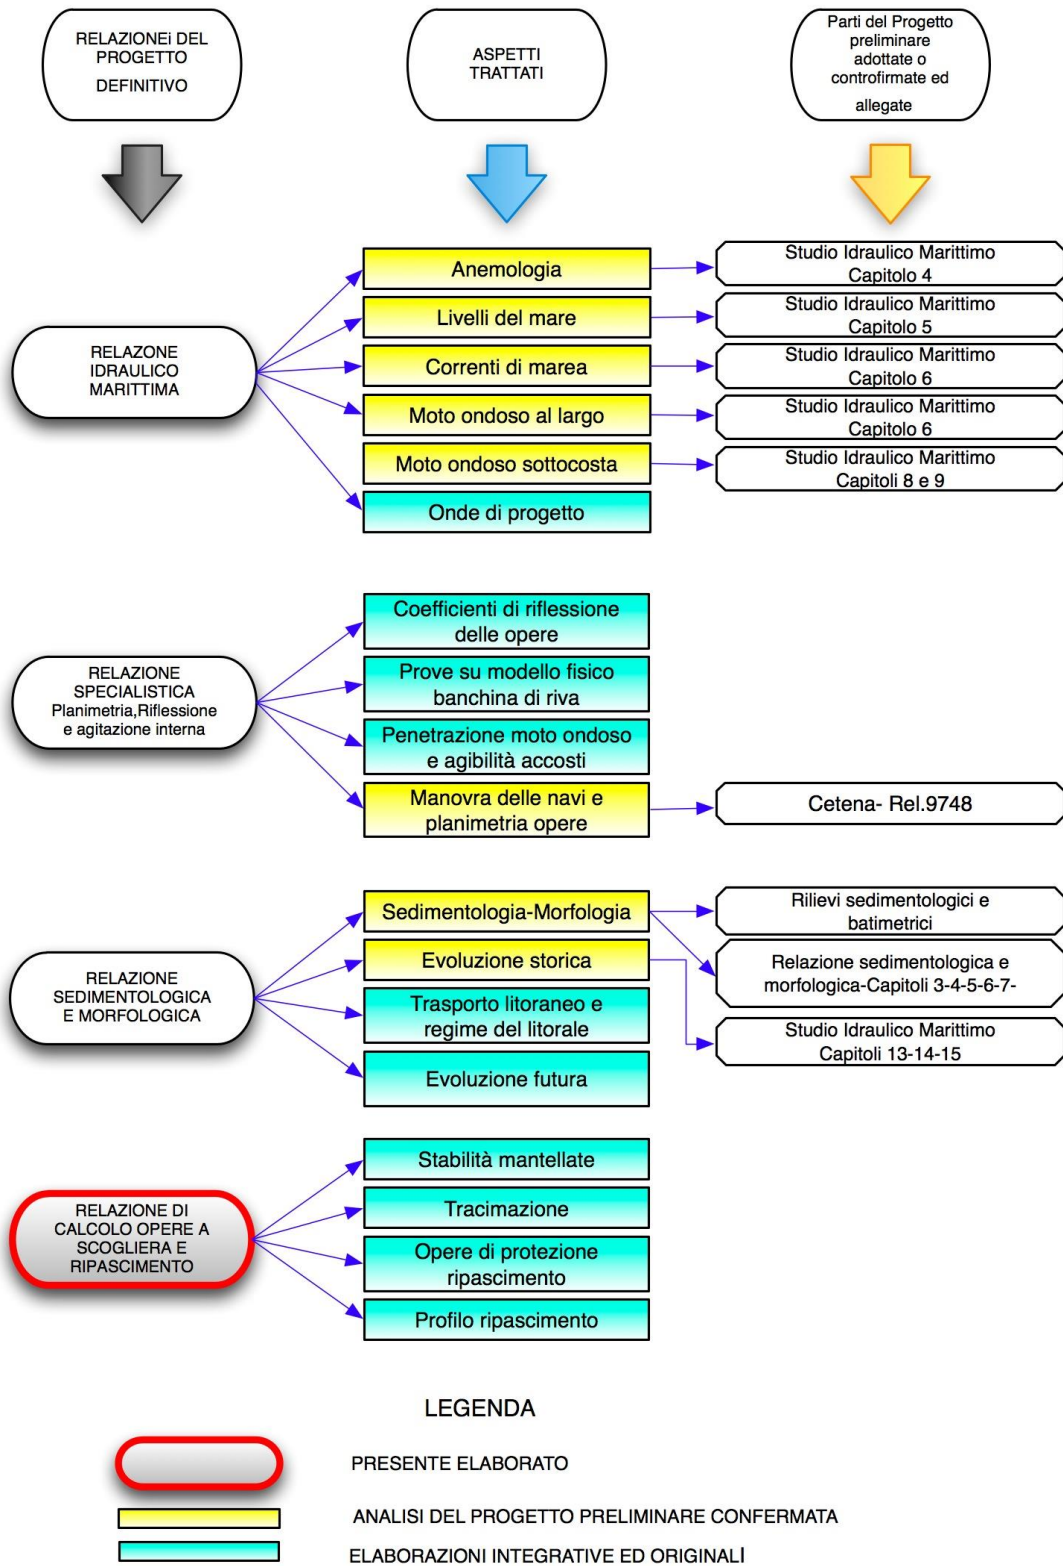 RELAZIONEi DEL
PROGETTO
DEFINITIVO
ASPETTI
TRATTATI
Parti del Progetto
preliminare
adottate o
controfirmate ed
allegate
RELAZONE
IDRAULICO
MARITTIMA
Anemologia
Studio Idraulico Marittimo
Capitolo 4
Livelli del mare
Studio Idraulico Marittimo
Capitolo 5
Correnti di marea
Studio Idraulico Marittimo
Capitolo 6
Moto ondoso al largo
Studio Idraulico Marittimo
Capitolo 6
Moto ondoso sottocosta
Studio Idraulico Marittimo
Capitoli 8 e 9
Onde di progetto
RELAZIONE
SPECIALISTICA
Planimetria,Riflessione
e agitazione interna
Coefficienti di riflessione
delle opere
Prove su modello fisico
banchina di riva
Penetrazione moto ondoso
e agibilità accosti
Manovra delle navi e
planimetria opere
Cetena- Rel.9748
RELAZIONE
SEDIMENTOLOGICA
E MORFOLOGICA
Sedimentologia-Morfologia
Rilievi sedimentologici e
batimetrici
Relazione sedimentologica e
morfologica-Capitoli 3-4-5-6-7-
Evoluzione storica
Studio Idraulico Marittimo
Capitoli 13-14-15
Trasporto litoraneo e
regime del litorale
Evoluzione futura
RELAZIONE DI
CALCOLO OPERE A
SCOGLIERA E
RIPASCIMENTO
Stabilità mantellate
Tracimazione
Opere di protezione
ripascimento
Profilo ripascimento
LEGENDA
PRESENTE ELABORATO
ANALISI DEL PROGETTO PRELIMINARE CONFERMATA
ELABORAZIONI INTEGRATIVE ED ORIGINALI